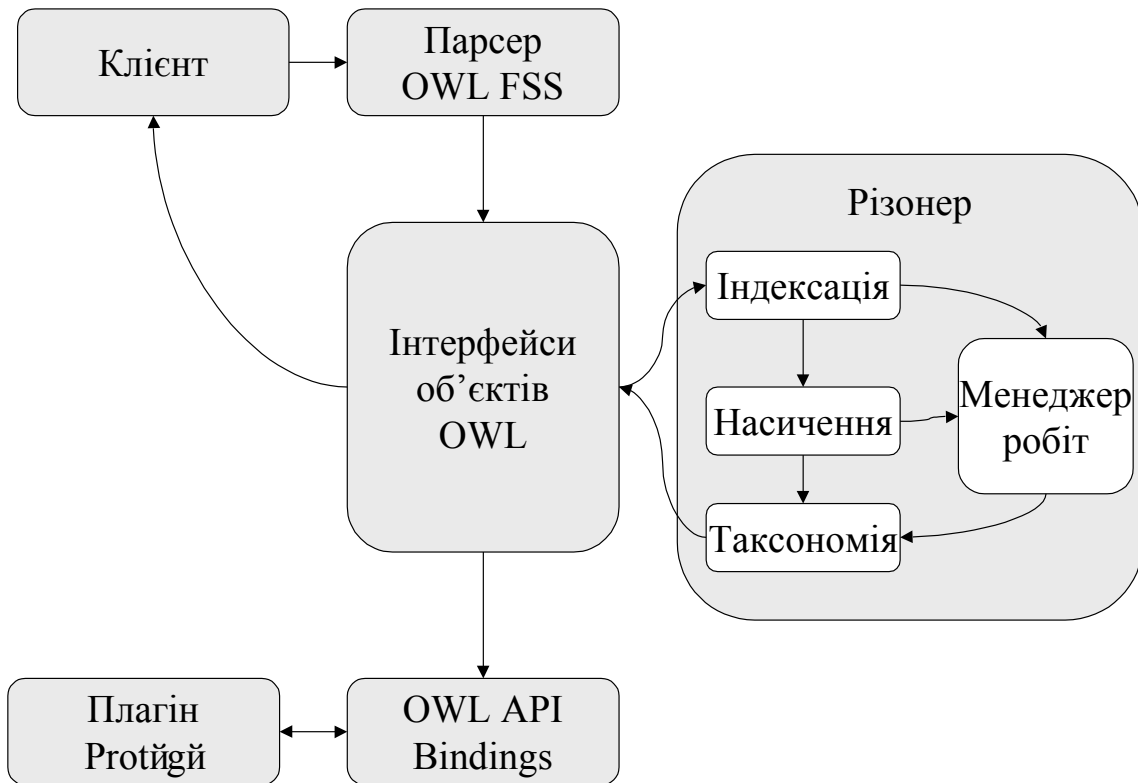 Клієнт
Парсер
OWL FSS
Різонер
Індексація
Інтерфейси
об’єктів
OWL
Насичення
Менеджер
робіт
Таксономія
Плагін
Protйgй
OWL API
Bindings